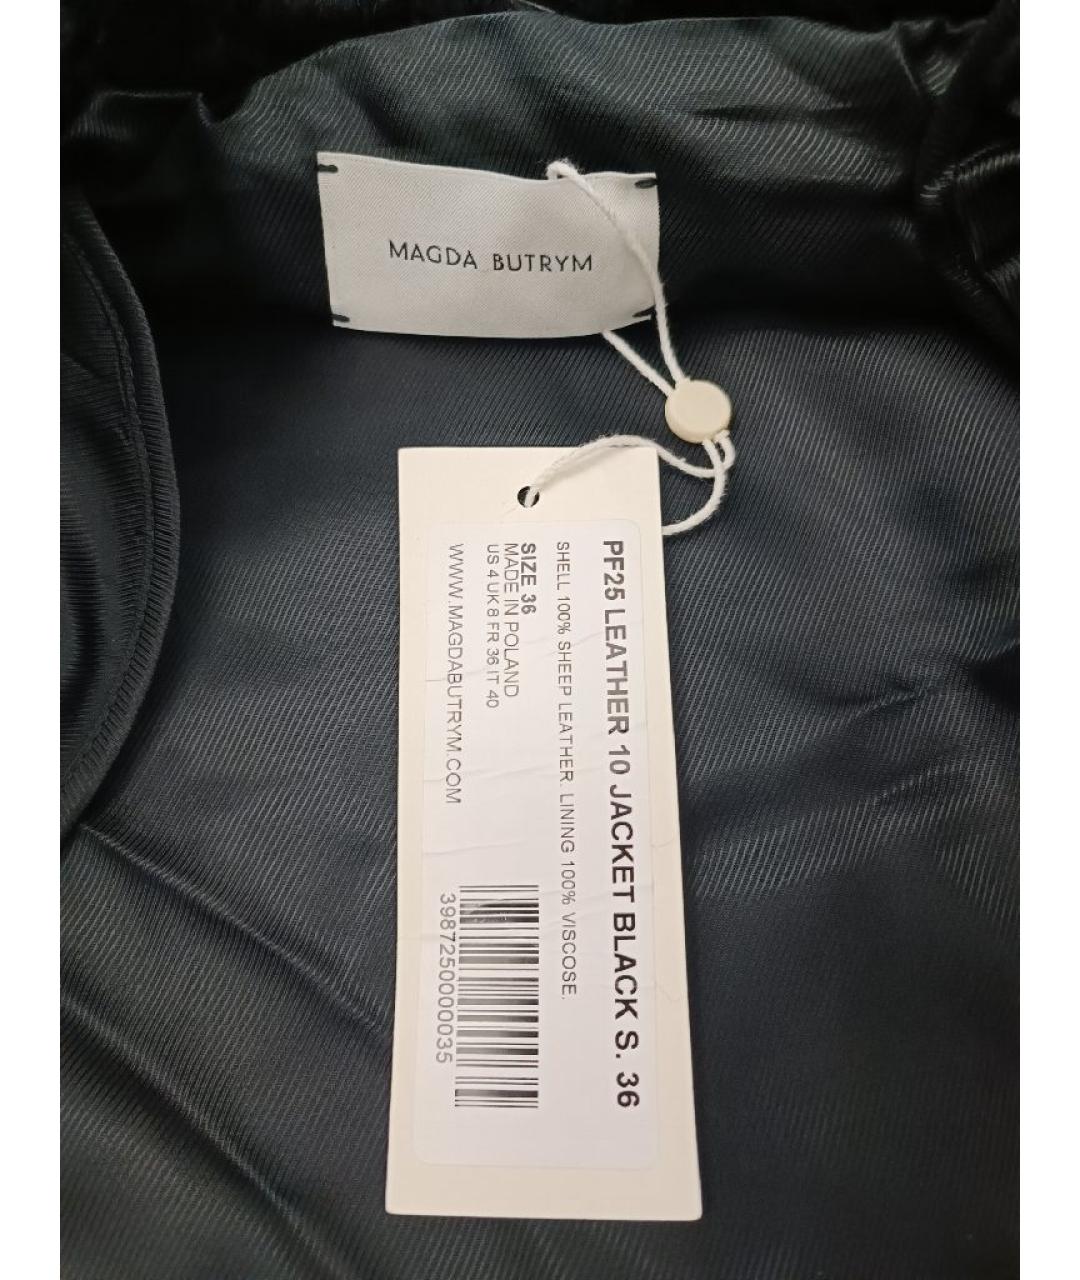 MAGDA BUTRYM
PF25 LEATHER 10 JACKET BLACK S. 36
SHELL 100% SHEEP LEATHER. LINING 100% VISCOSE.
SIZE 36
MADE IN POLAND
US 4 UK 8 FR 36 IT 40
WWW.MAGDABUTRYM.COM
3987250000035